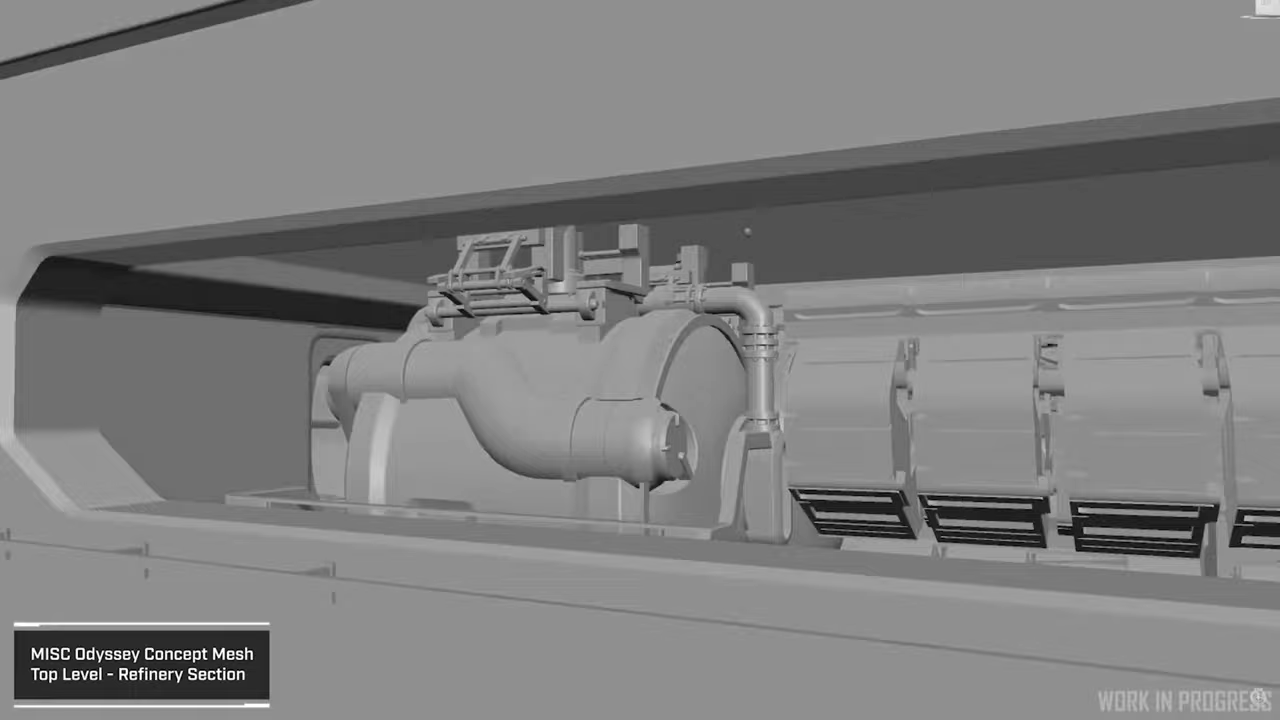 MISC Odyssey Concept Mesh
Top Level - Refinery Section
WORK IN PROGRESS